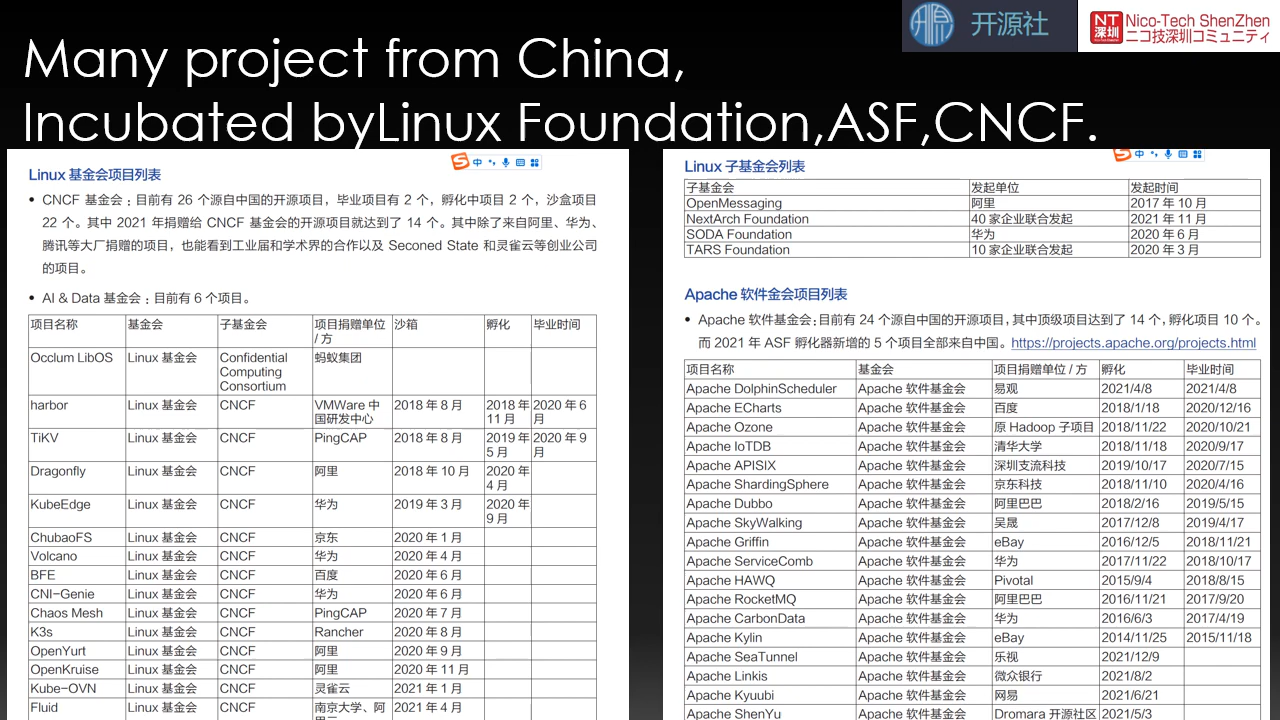 开源社
NT 深圳
Nico-Tech ShenZhen
ニコ技深圳コミュニティ
Many project from China,
Incubated byLinux Foundation,ASF,CNCF.
中
Linux 基金会项目列表
• CNCF 基金会：目前有 26 个源自中国的开源项目，毕业项目有 2 个，孵化中项目 2 个，沙盒项目
22 个。其中 2021 年捐赠给 CNCF 基金会的开源项目就达到了 14 个。其中除了来自阿里、华为、
腾讯等大厂捐赠的项目，也能看到工业届和学术界的合作以及 Seconed State 和灵雀云等创业公司
的项目。
• AI & Data 基金会：目前有 6 个项目。
项目名称 基金会 子基金会 项目捐赠单位 / 方 沙箱 孵化 毕业时间
Occlum LibOS Linux 基金会 Confidential Computing Consortium 蚂蚁集团
harbor Linux 基金会 CNCF VMWare 中国研发中心 2018 年 8 月 2018 年 11 月 2020 年 6 月
TiKV Linux 基金会 CNCF PingCAP 2018 年 8 月 2019 年 5 月 2020 年 9 月
Dragonfly Linux 基金会 CNCF 阿里 2018 年 10 月 2020 年 4 月
KubeEdge Linux 基金会 CNCF 华为 2019 年 3 月 2020 年 9 月
ChubaoFS Linux 基金会 CNCF 京东 2020 年 1 月
Volcano Linux 基金会 CNCF 华为 2020 年 4 月
BFE Linux 基金会 CNCF 百度 2020 年 6 月
CNI-Genie Linux 基金会 CNCF 华为 2020 年 6 月
Chaos Mesh Linux 基金会 CNCF PingCAP 2020 年 7 月
K3s Linux 基金会 CNCF Rancher 2020 年 8 月
OpenYurt Linux 基金会 CNCF 阿里 2020 年 9 月
OpenKruise Linux 基金会 CNCF 阿里 2020 年 11 月
Kube-OVN Linux 基金会 CNCF 灵雀云 2021 年 1 月
Fluid Linux 基金会 CNCF 南京大学、阿 2021 年 4 月
中
Linux 子基金会列表
子基金会 发起单位 发起时间
OpenMessaging 阿里 2017 年 10 月
NextArch Foundation 40 家企业联合发起 2021 年 11 月
SODA Foundation 华为 2020 年 6 月
TARS Foundation 10 家企业联合发起 2020 年 3 月
Apache 软件金会项目列表
• Apache 软件基金会：目前有 24 个源自中国的开源项目，其中顶级项目达到了 14 个，孵化项目 10 个。
而 2021 年 ASF 孵化器新增的 5 个项目全部来自中国。https://projects.apache.org/projects.html
项目名称 基金会 项目捐赠单位 / 方 孵化 毕业时间
Apache DolphinScheduler Apache 软件基金会 易观 2021/4/8 2021/4/8
Apache ECharts Apache 软件基金会 百度 2018/1/18 2020/12/16
Apache Ozone Apache 软件基金会 原 Hadoop 子项目 2018/11/22 2020/10/21
Apache IoTDB Apache 软件基金会 清华大学 2018/11/18 2020/9/17
Apache APISIX Apache 软件基金会 深圳支流科技 2019/10/17 2020/7/15
Apache ShardingSphere Apache 软件基金会 京东科技 2018/11/10 2020/4/16
Apache Dubbo Apache 软件基金会 阿里巴巴 2018/2/16 2019/5/15
Apache SkyWalking Apache 软件基金会 吴晟 2017/12/8 2019/4/17
Apache Griffin Apache 软件基金会 eBay 2016/12/5 2018/11/21
Apache ServiceComb Apache 软件基金会 华为 2017/11/22 2018/10/17
Apache HAWQ Apache 软件基金会 Pivotal 2015/9/4 2018/8/15
Apache RocketMQ Apache 软件基金会 阿里巴巴 2016/11/21 2017/9/20
Apache CarbonData Apache 软件基金会 华为 2016/6/3 2017/4/19
Apache Kylin Apache 软件基金会 eBay 2014/11/25 2015/11/18
Apache SeaTunnel Apache 软件基金会 乐视 2021/12/9
Apache Linkis Apache 软件基金会 微众银行 2021/8/2
Apache Kyuubi Apache 软件基金会 网易 2021/6/21
Apache ShenYu Apache 软件基金会 Dromara 开源社区 2021/5/3